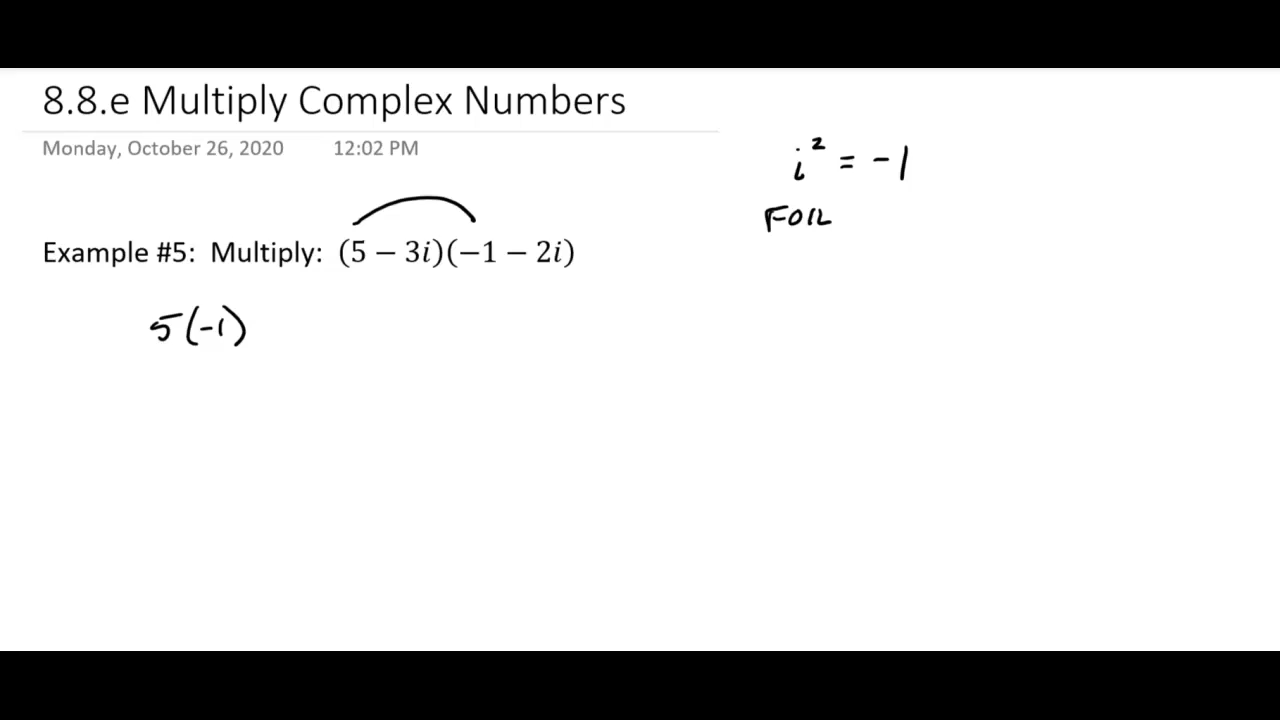 8.8.e Multiply Complex Numbers
Monday, October 26, 2020 12:02 PM
i² = -1
FOIL
Example #5: Multiply: (5 − 3i)(−1 − 2i)
5(-1)